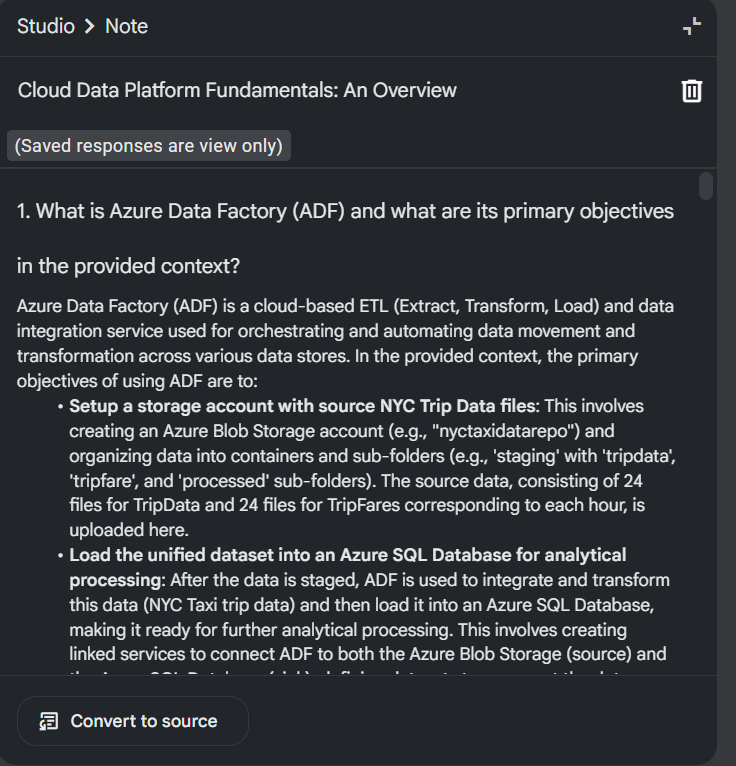 Studio > Note
Cloud Data Platform Fundamentals: An Overview
(Saved responses are view only)
1. What is Azure Data Factory (ADF) and what are its primary objectives
in the provided context?
Azure Data Factory (ADF) is a cloud-based ETL (Extract, Transform, Load) and data
integration service used for orchestrating and automating data movement and
transformation across various data stores. In the provided context, the primary
objectives of using ADF are to:
• Setup a storage account with source NYC Trip Data files: This involves
creating an Azure Blob Storage account (e.g., "nyctaxidatarepo") and
organizing data into containers and sub-folders (e.g., 'staging' with 'tripdata',
'tripfare', and 'processed' sub-folders). The source data, consisting of 24
files for TripData and 24 files for TripFares corresponding to each hour, is
uploaded here.
• Load the unified dataset into an Azure SQL Database for analytical
processing: After the data is staged, ADF is used to integrate and transform
this data (NYC Taxi trip data) and then load it into an Azure SQL Database,
making it ready for further analytical processing. This involves creating
linked services to connect ADF to both the Azure Blob Storage (source) and
Convert to source